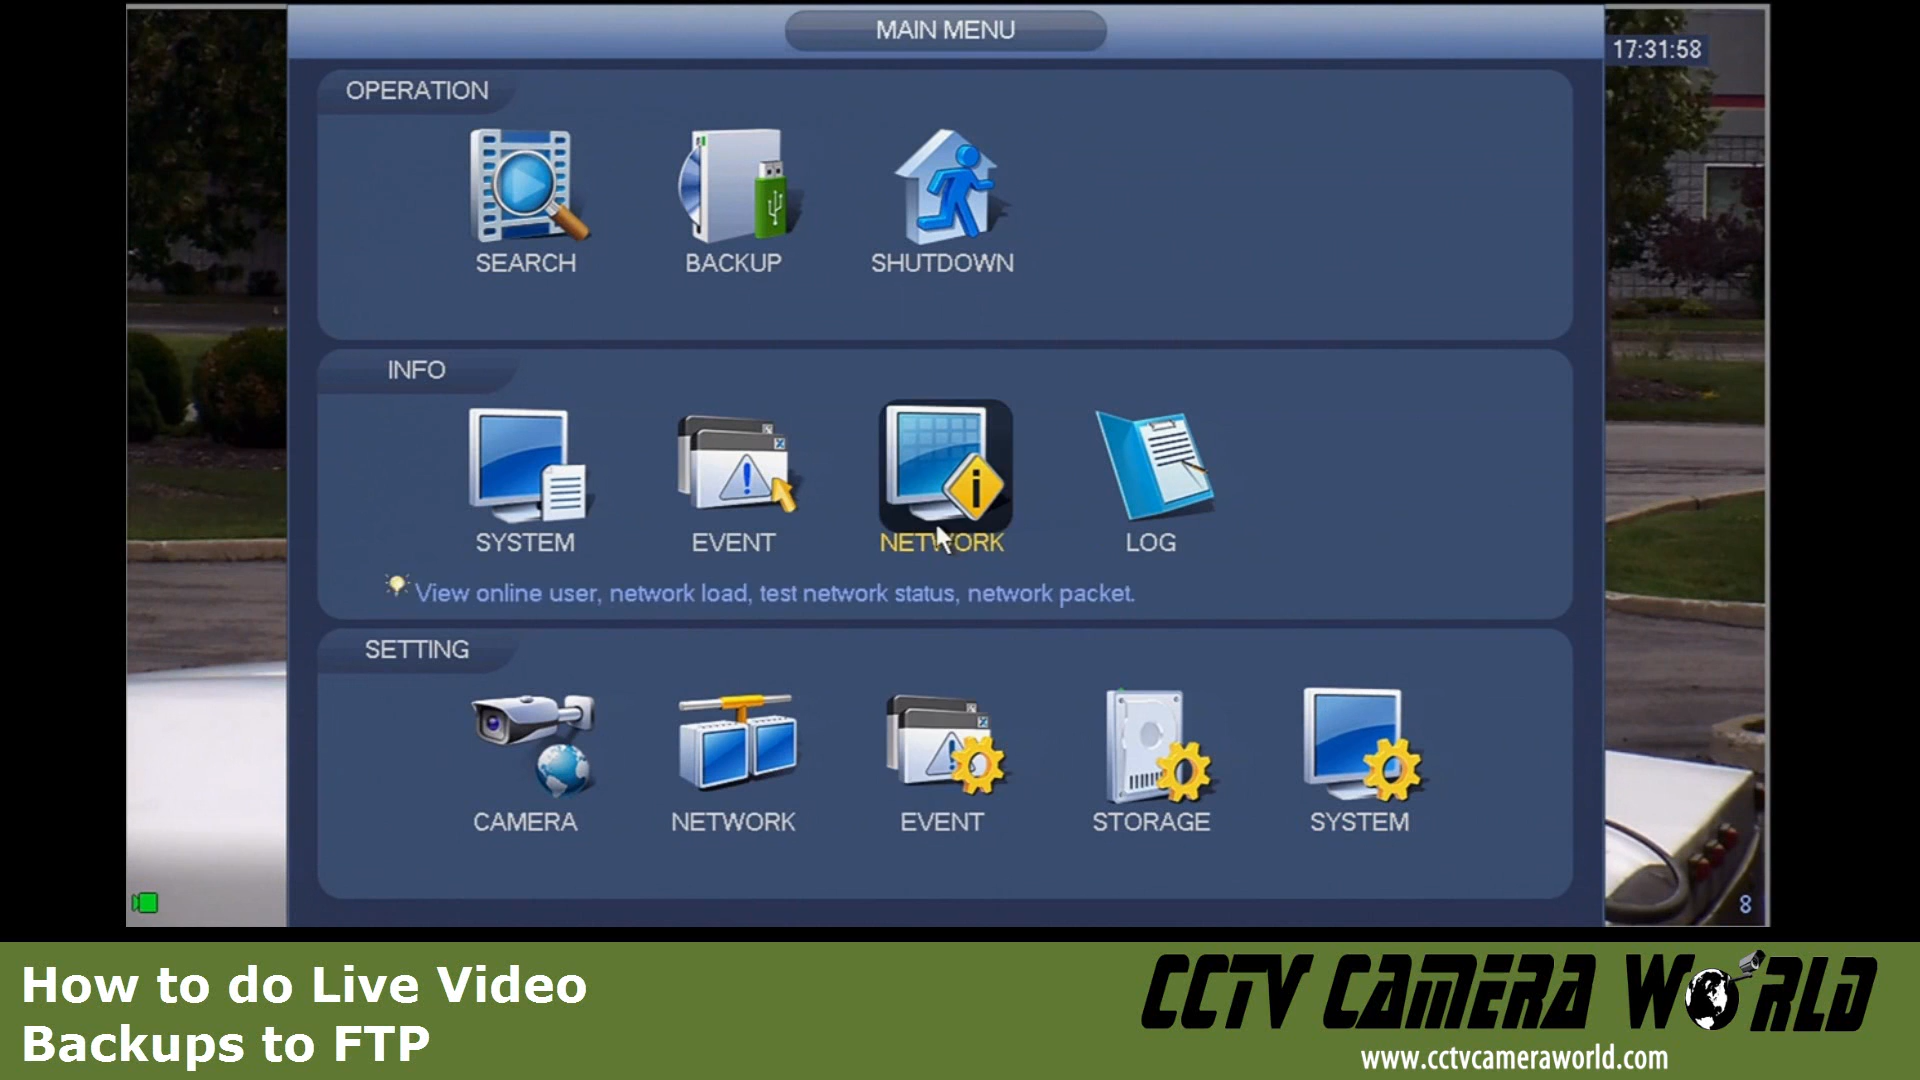 MAIN MENU
17:31:58
OPERATION
SEARCH
BACKUP
SHUTDOWN
INFO
SYSTEM
EVENT
NETWORK
LOG
View online user, network load, test network status, network packet.
SETTING
CAMERA
NETWORK
EVENT
STORAGE
SYSTEM
8
How to do Live Video
Backups to FTP
CCTV CAMERA WORLD
www.cctvcameraworld.com